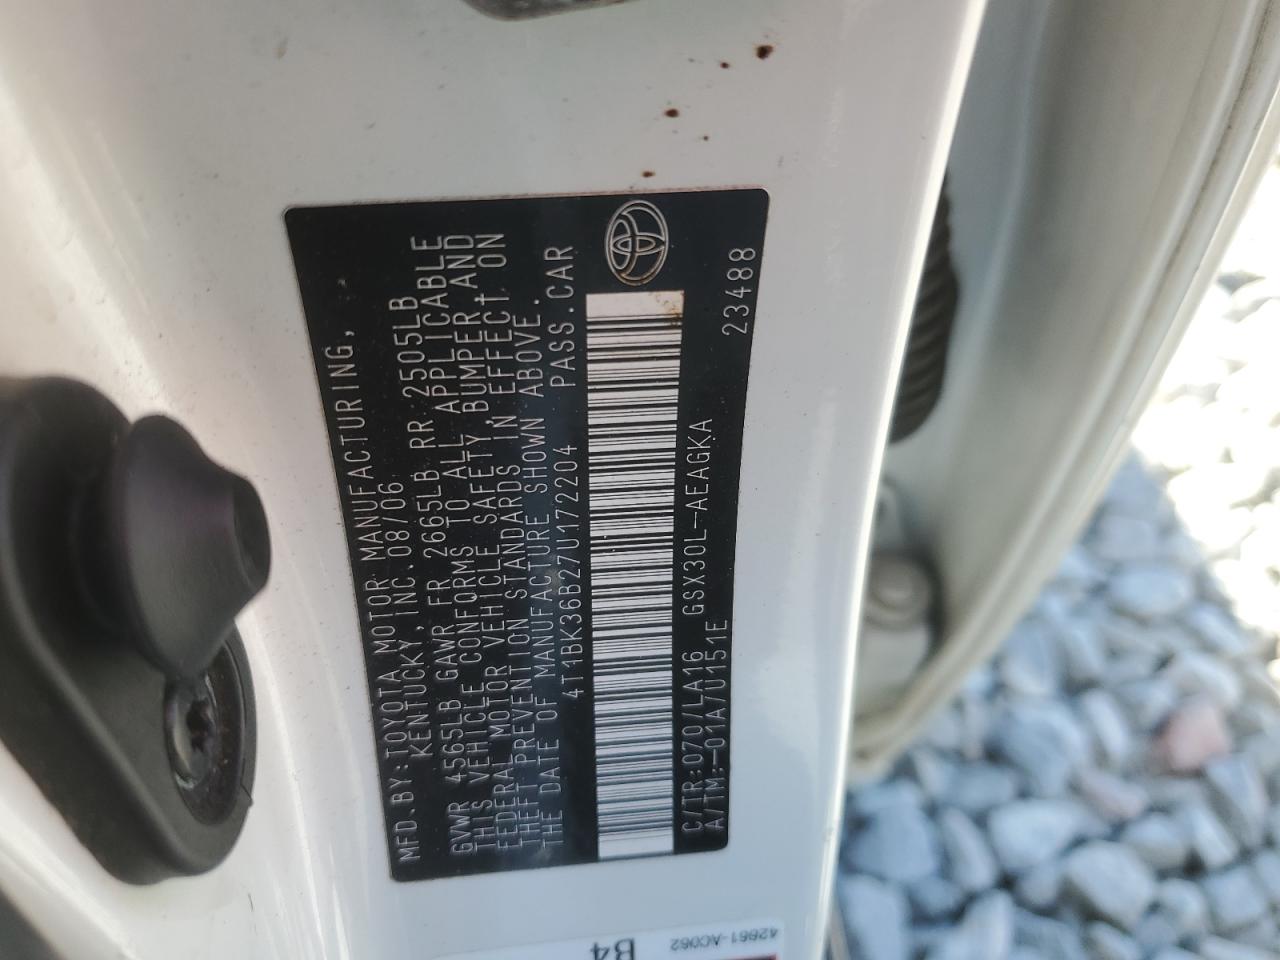 MFD.BY:TOYOTA MOTOR MANUFACTURING,
KENTUCKY,INC.08/06
GVWR 4565LB GAWR FR 2665LB RR 2505LB
THIS VEHICLE CONFORMS TO ALL APPLICABLE
FEDERAL MOTOR VEHICLE SAFETY,BUMPER,AND
THEFT PREVENTION STANDARDS IN EFFECT ON
THE DATE OF MANUFACTURE SHOWN ABOVE.
4T1BK36B27U172204 PASS.CAR
C/TR:070/LA16 GSX30L-AEAGKA
A/TM:-01A/U151E 23488
42661-AC062
B4